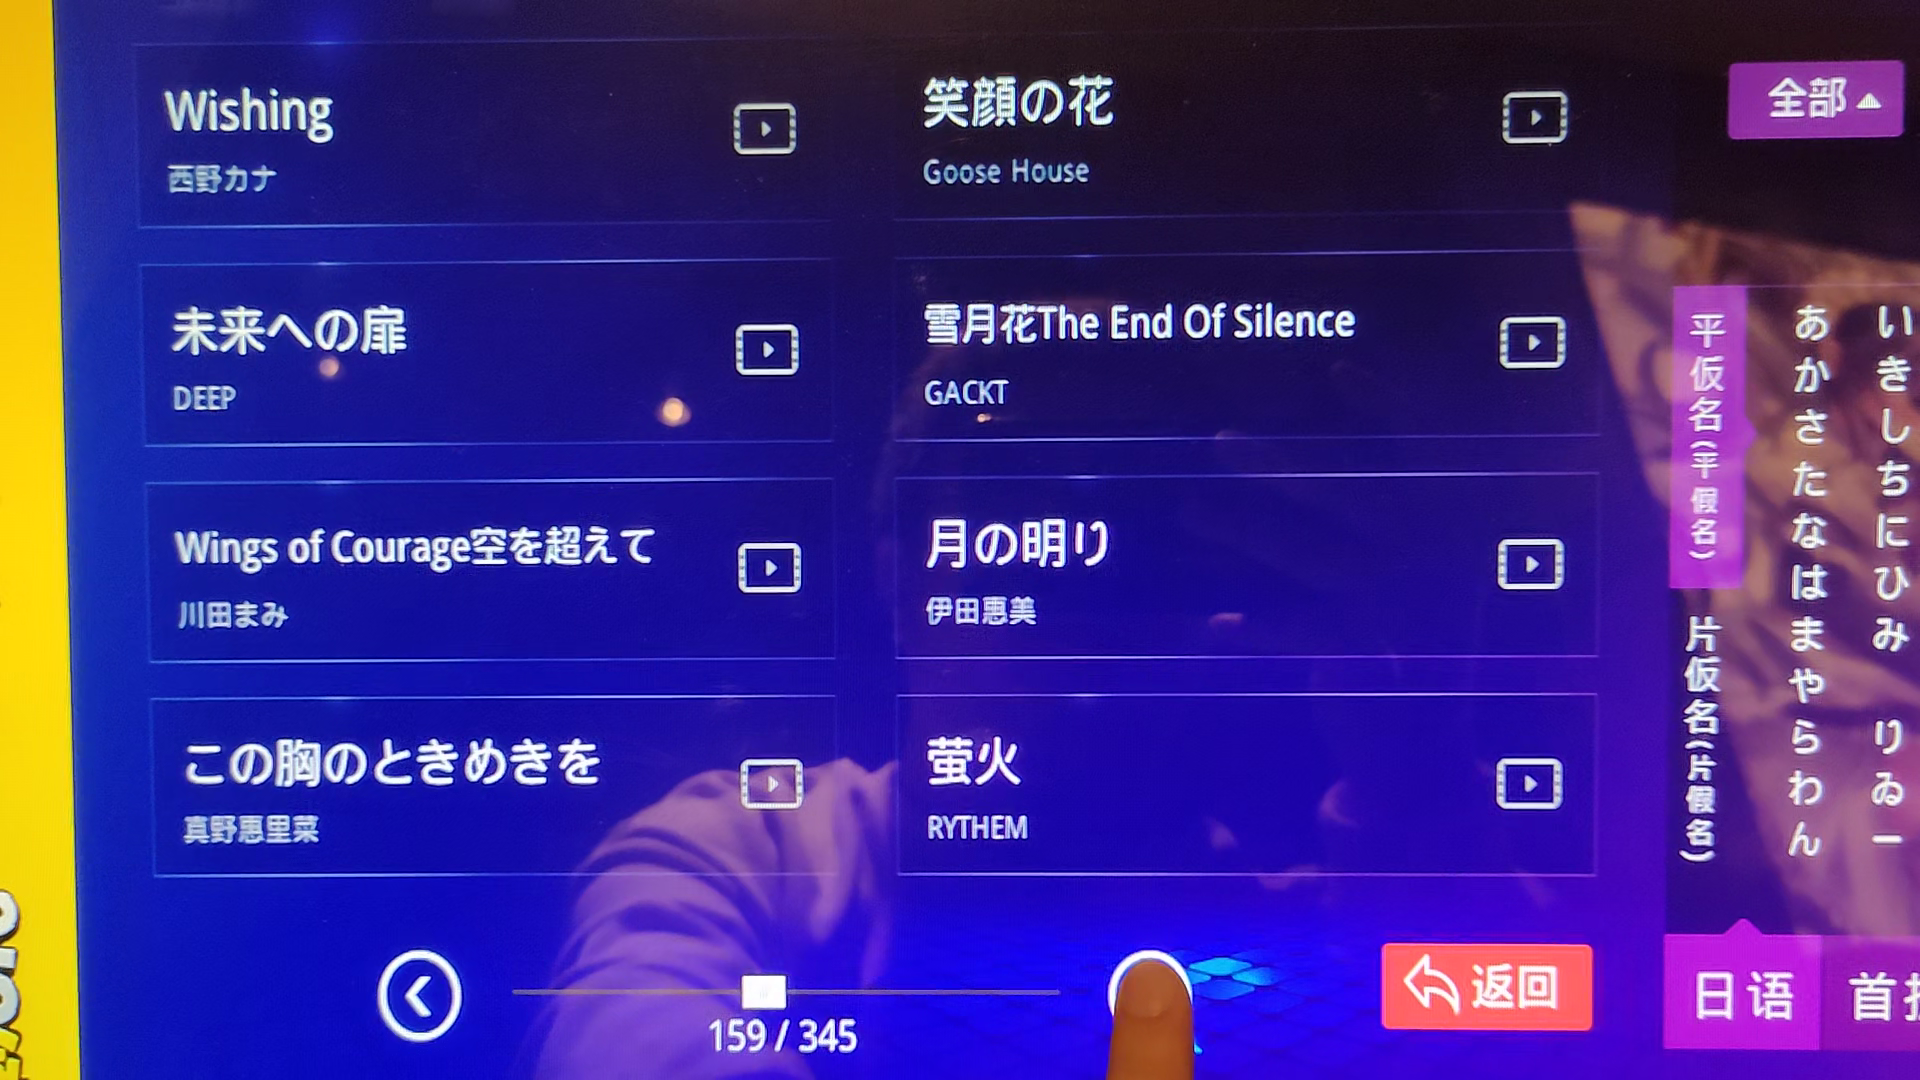 Wishing
西野カナ
笑顔の花
Goose House
未来への扉
DEEP
雪月花The End Of Silence
GACKT
Wings of Courage空を超えて
川田まみ
月の明り
伊田惠美
この胸のときめきを
真野恵里菜
萤火
RYTHEM
159 / 345
返回
全部
平仮名(平假名)
片仮名(片假名)
あかさたなはまやらわん
いきしちにひみ りゐー
日语
首